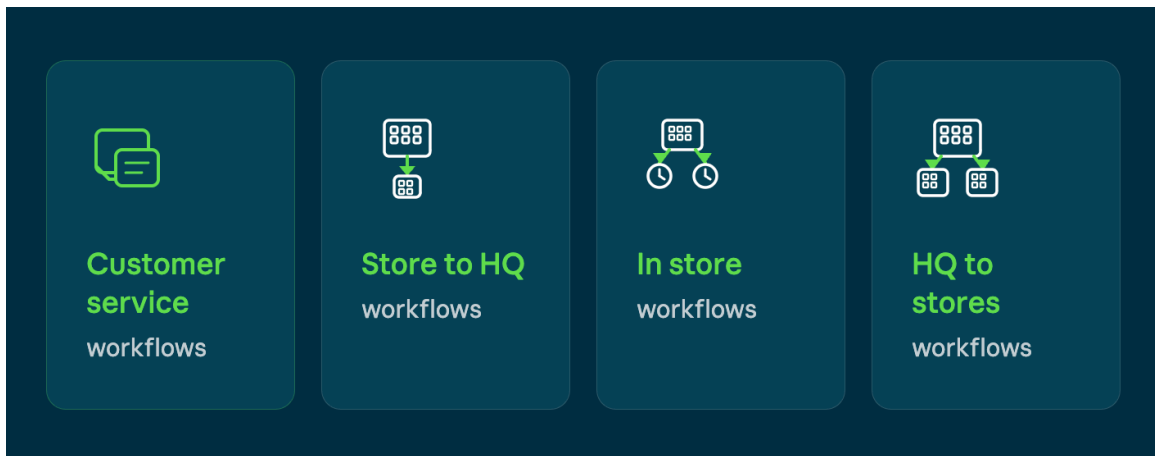 Customer
service
workflows
Store to HQ
workflows
In store
workflows
HQ to
stores
workflows